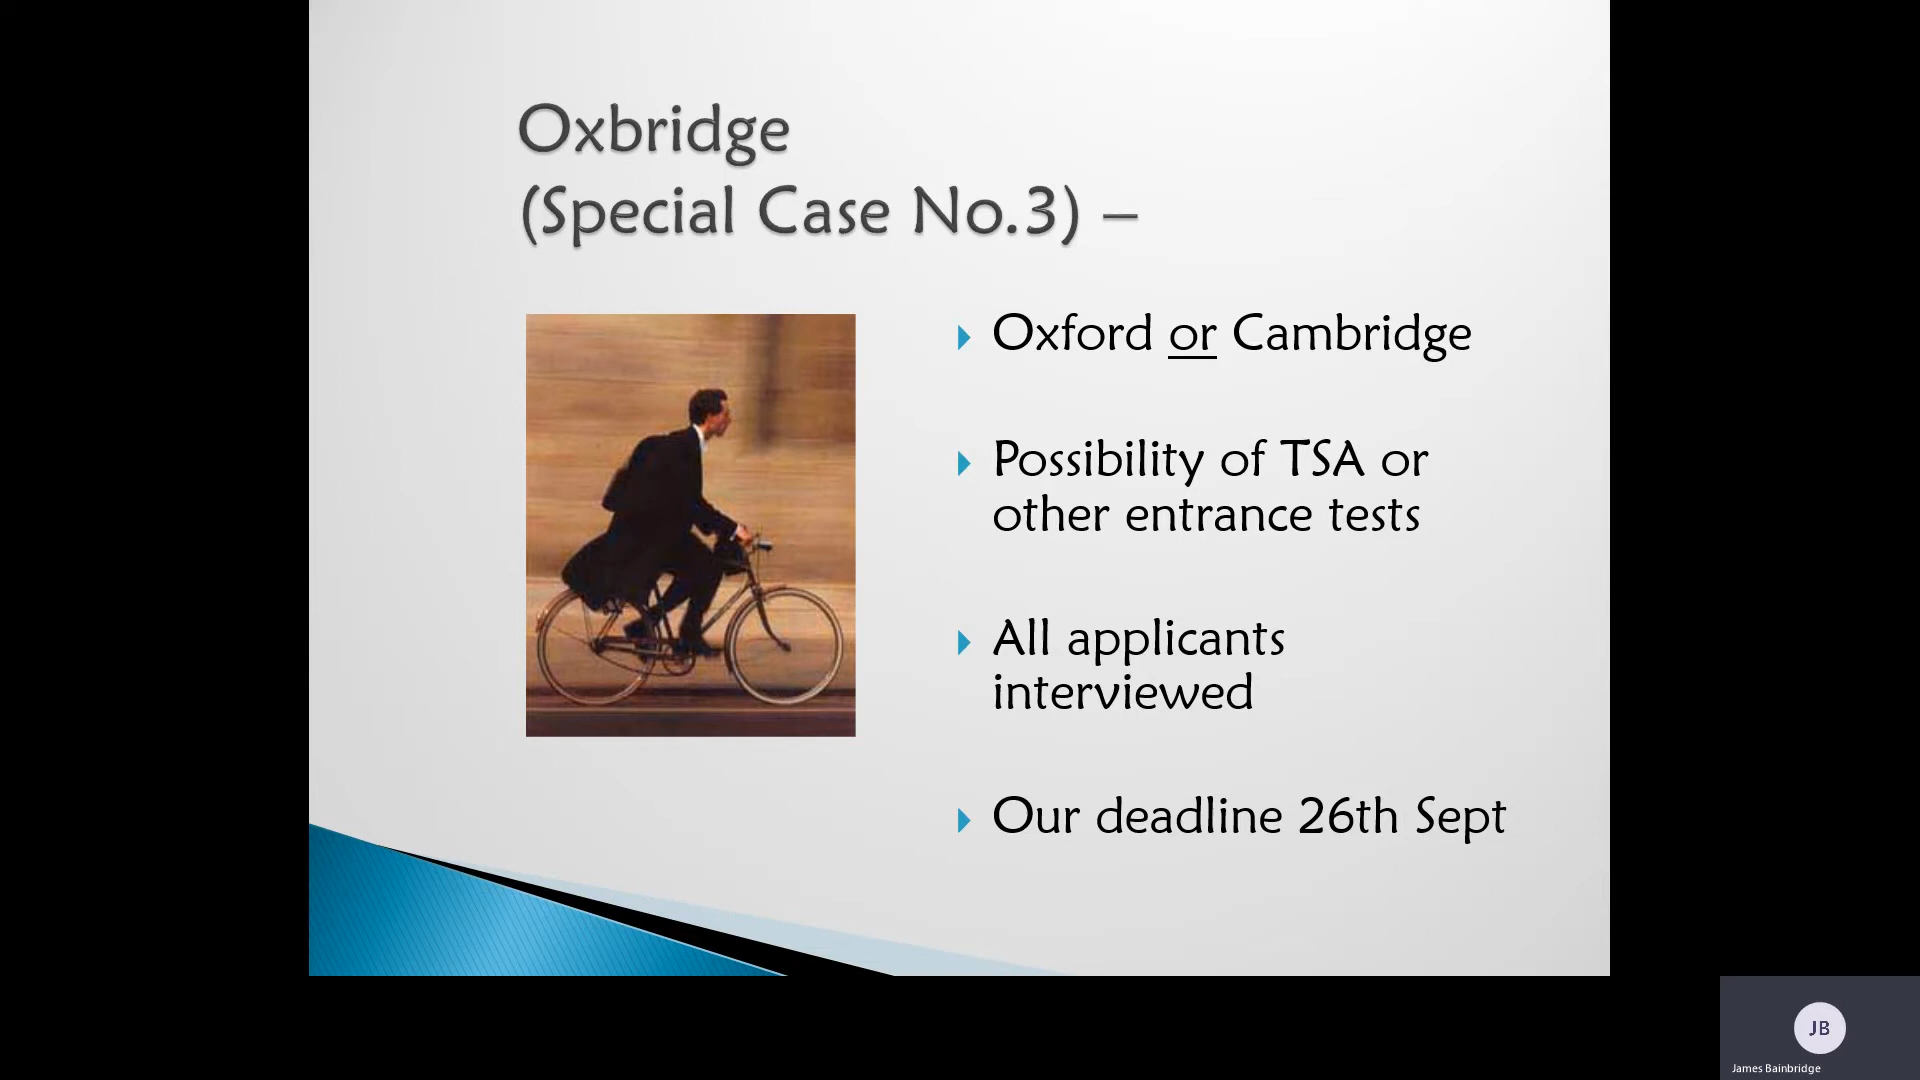 Oxbridge
(Special Case No.3) –
Oxford or Cambridge
Possibility of TSA or
other entrance tests
All applicants
interviewed
Our deadline 26th Sept
JB
James Bainbridge